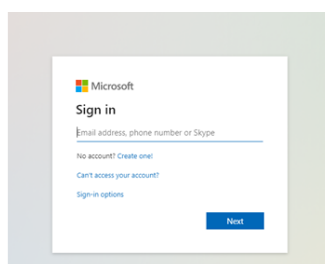 Microsoft
Sign in
Email address, phone number or Skype
No account? Create one!
Can't access your account?
Sign-in options
Next